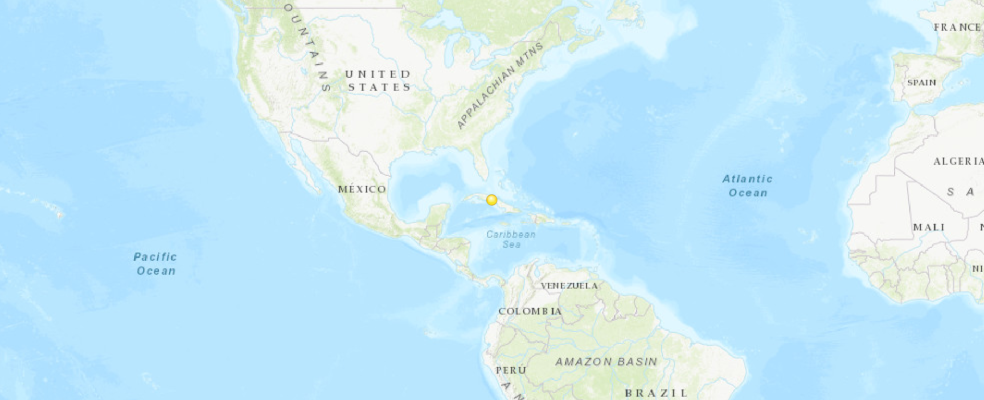 OUNTAINS
FRANCE
UNITED
STATES
APPALACHIAN MTNS
SPAIN
ALGERIA
MÉXICO
Atlantic
Ocean
S A
MALI
Caribbean
Sea
Pacific
Ocean
NI
VENEZUELA
COLOMBIA
AMAZON BASIN
PERU
A N
BRAZIL